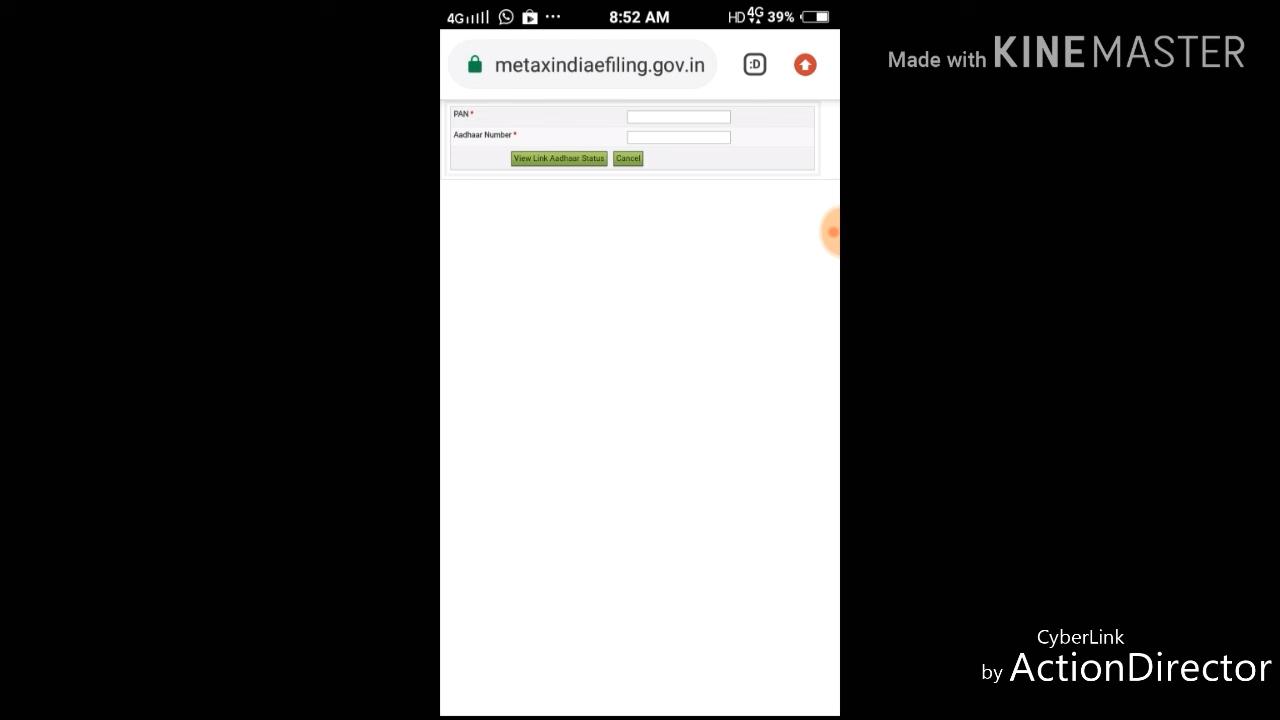 4G 8:52 AM HD 4G 39%
Made with KINEMASTER
metaxindiaefiling.gov.in :D
PAN *
Aadhaar Number *
View Link Aadhaar Status Cancel
CyberLink
by ActionDirector